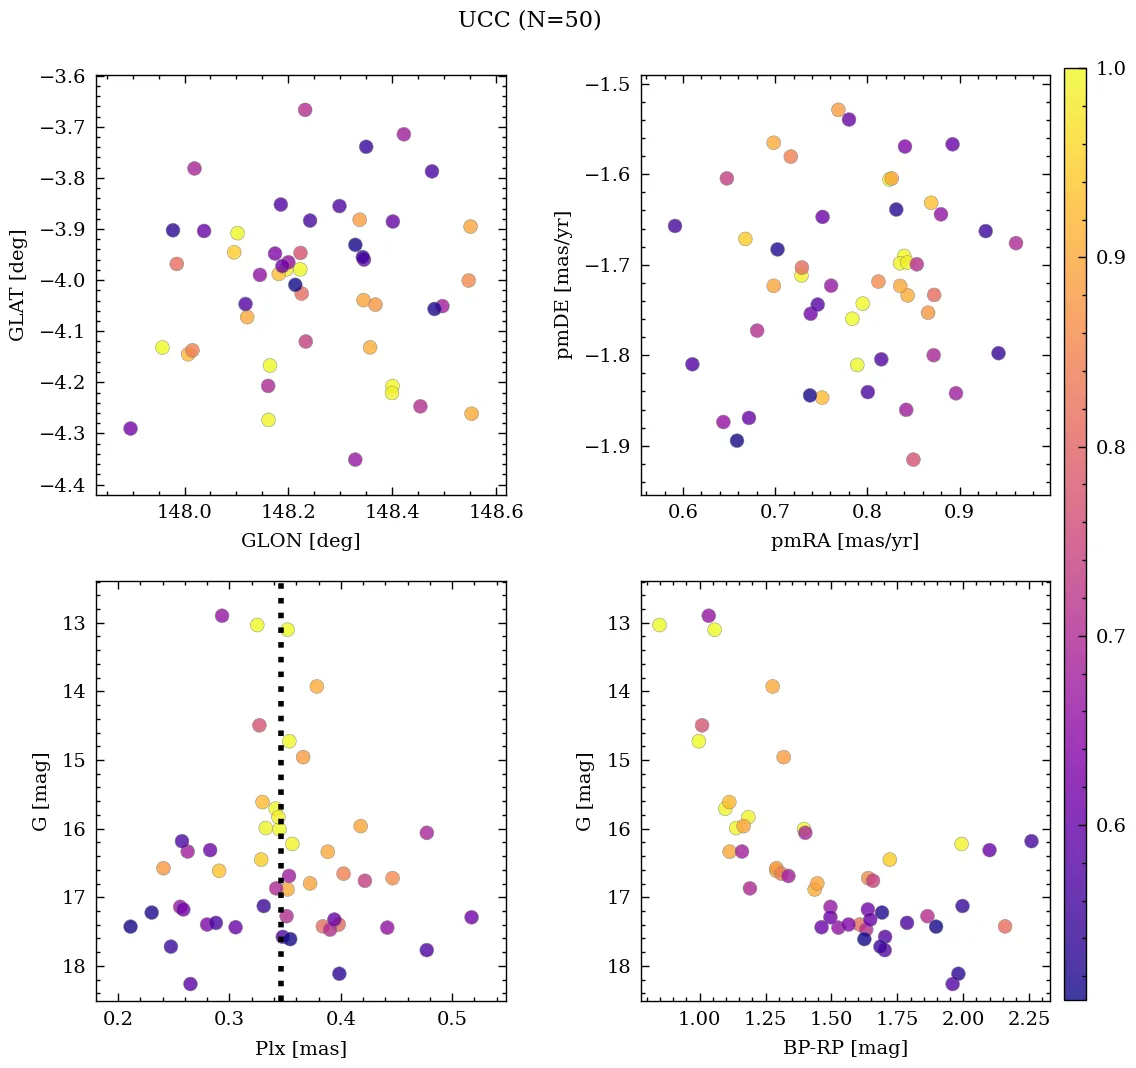 UCC (N=50)
−3.6
−3.7
−3.8
−3.9
−4.0
−4.1
−4.2
−4.3
−4.4
GLAT [deg]
148.0 148.2 148.4 148.6
GLON [deg]
−1.5
−1.6
−1.7
−1.8
−1.9
pmDE [mas/yr]
0.6 0.7 0.8 0.9
pmRA [mas/yr]
13
14
15
16
17
18
G [mag]
0.2 0.3 0.4 0.5
Plx [mas]
13
14
15
16
17
18
G [mag]
1.00 1.25 1.50 1.75 2.00 2.25
BP-RP [mag]
1.0
0.9
0.8
0.7
0.6